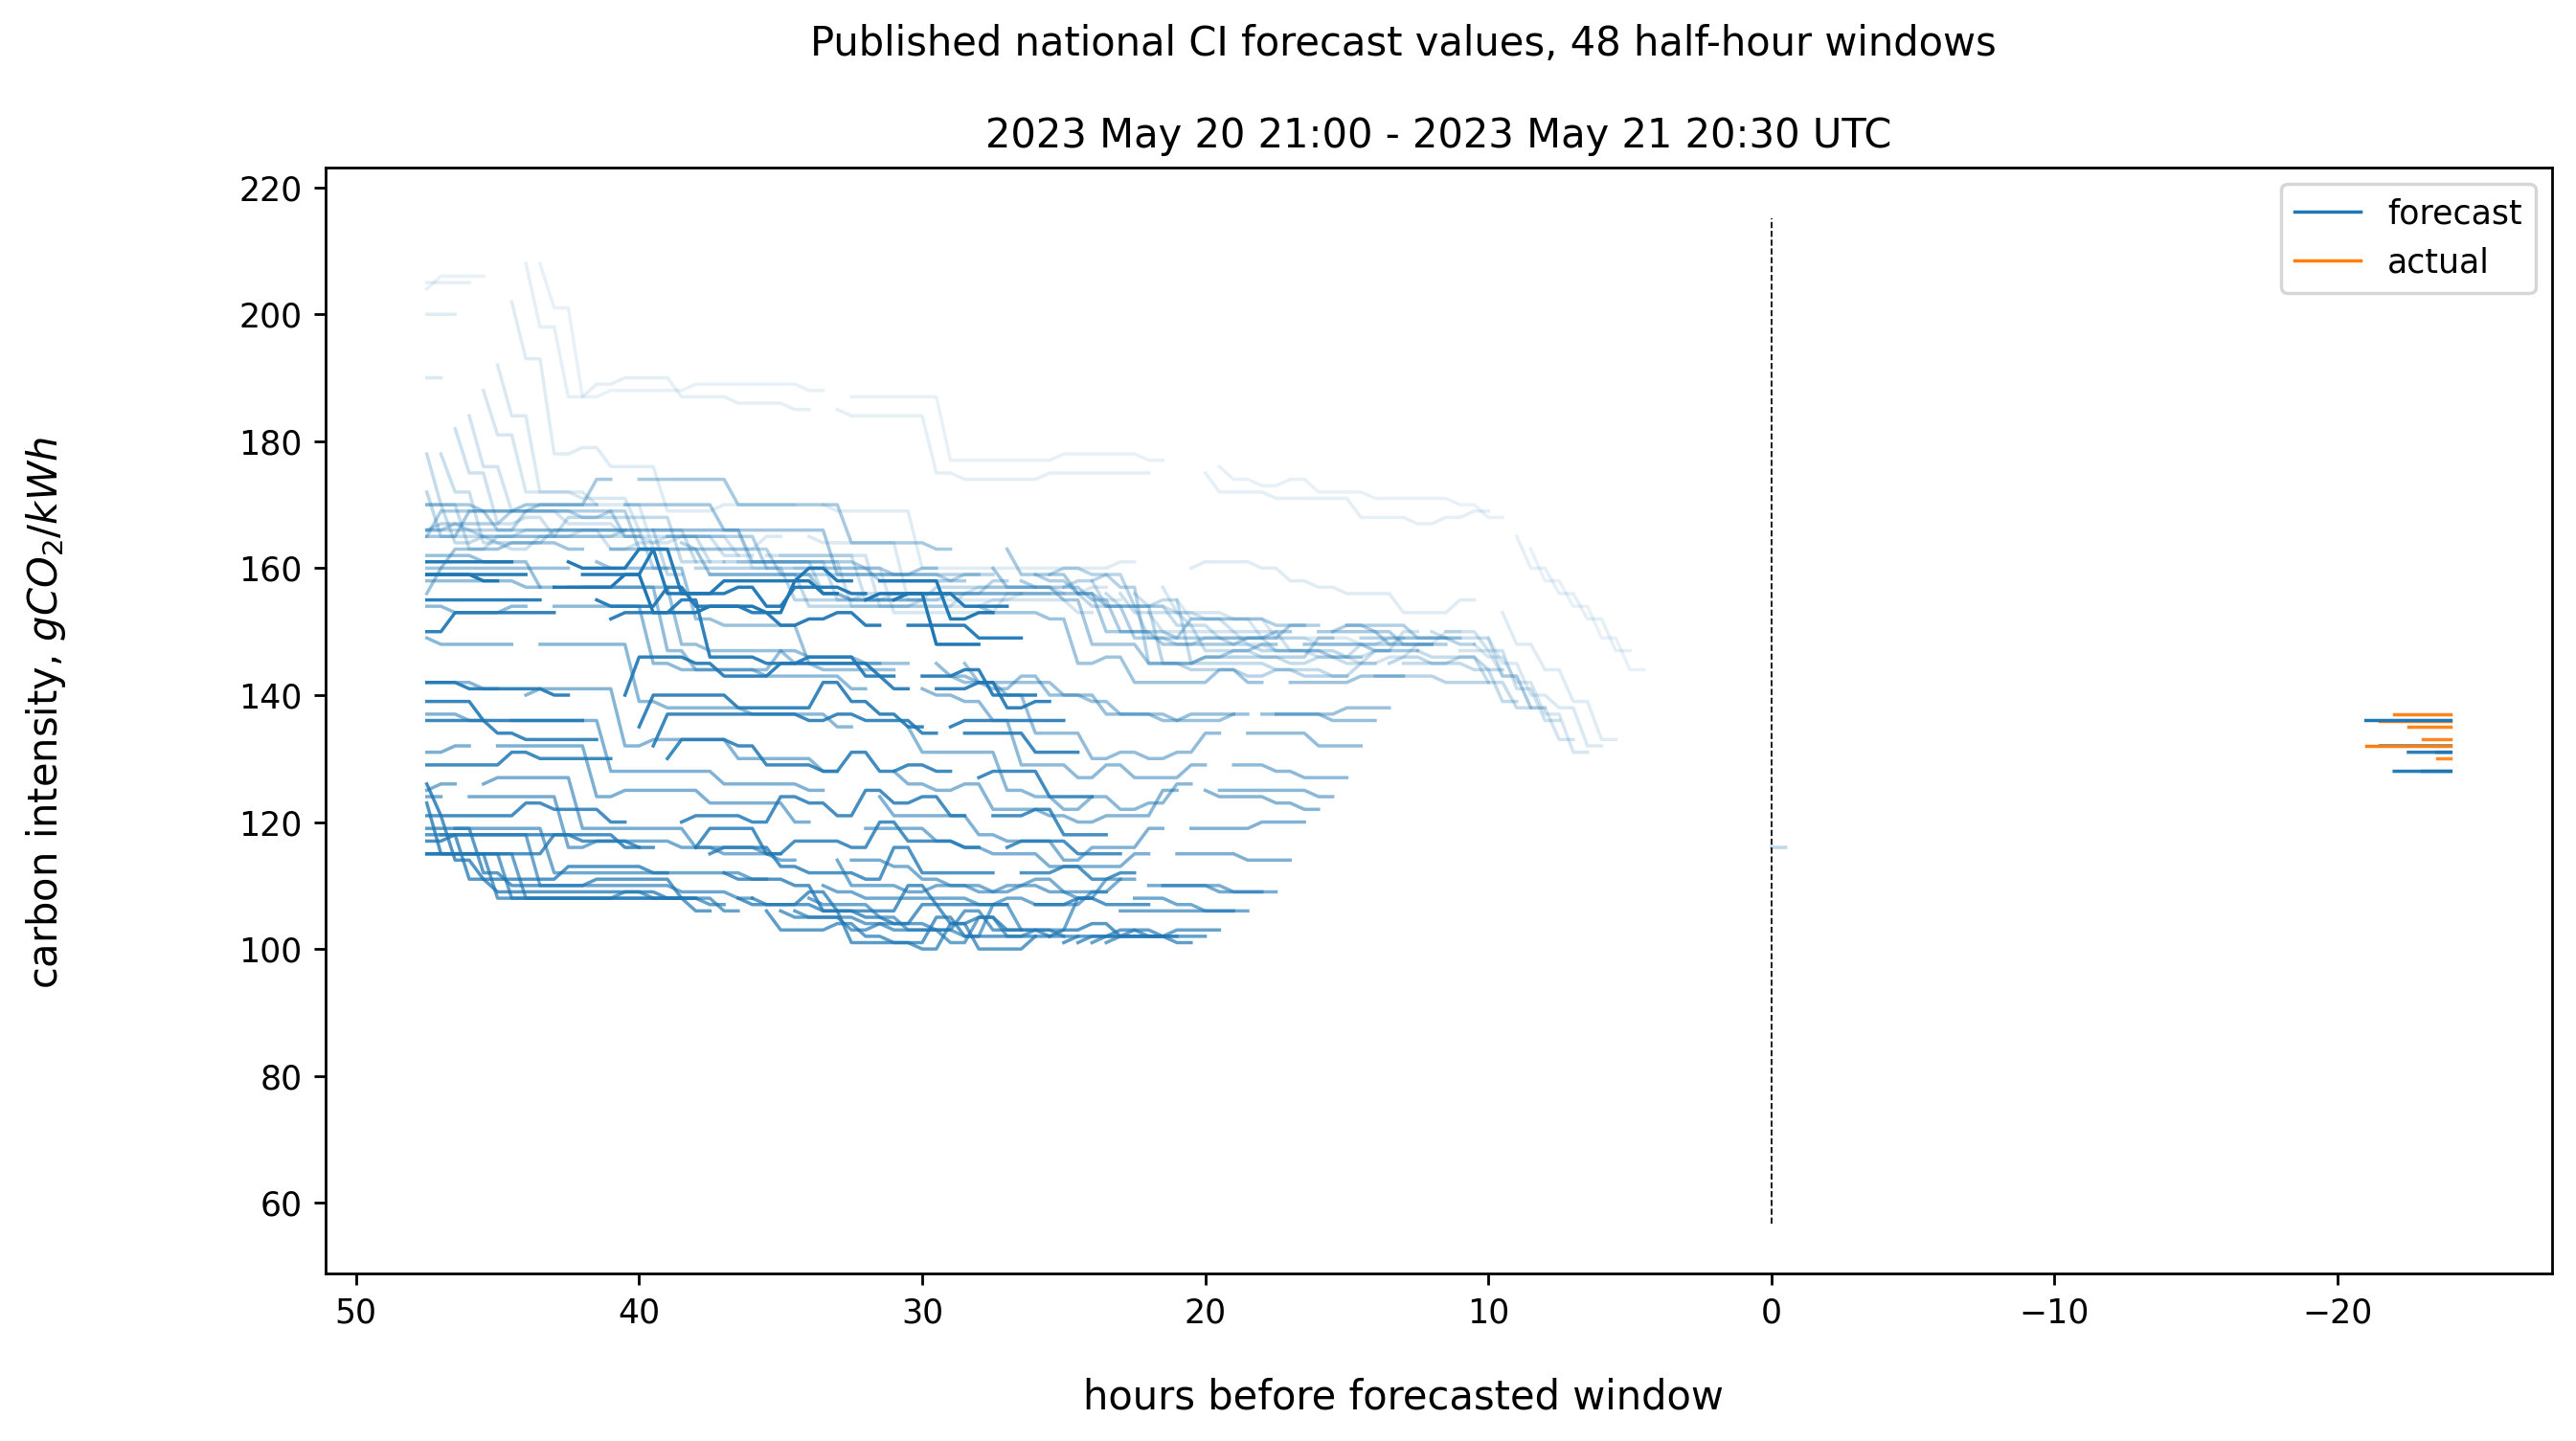 Published national CI forecast values, 48 half-hour windows
2023 May 20 21:00 - 2023 May 21 20:30 UTC
forecast
actual
carbon intensity, gCO₂/kWh
220
200
180
160
140
120
100
80
60
50 40 30 20 10 0 −10 −20
hours before forecasted window